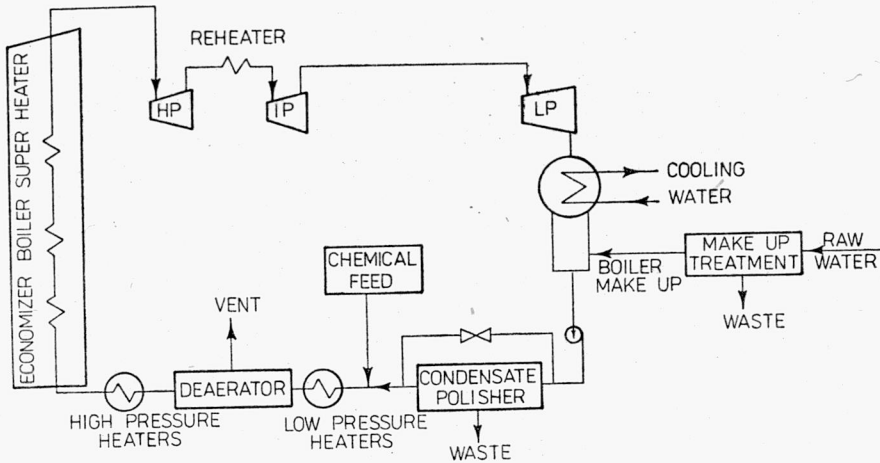 REHEATER
HP
IP
LP
ECONOMIZER BOILER SUPER HEATER
COOLING
WATER
CHEMICAL
FEED
MAKE UP
TREATMENT
RAW
WATER
BOILER
MAKE UP
WASTE
VENT
DEAERATOR
CONDENSATE
POLISHER
HIGH PRESSURE
HEATERS
LOW PRESSURE
HEATERS
WASTE